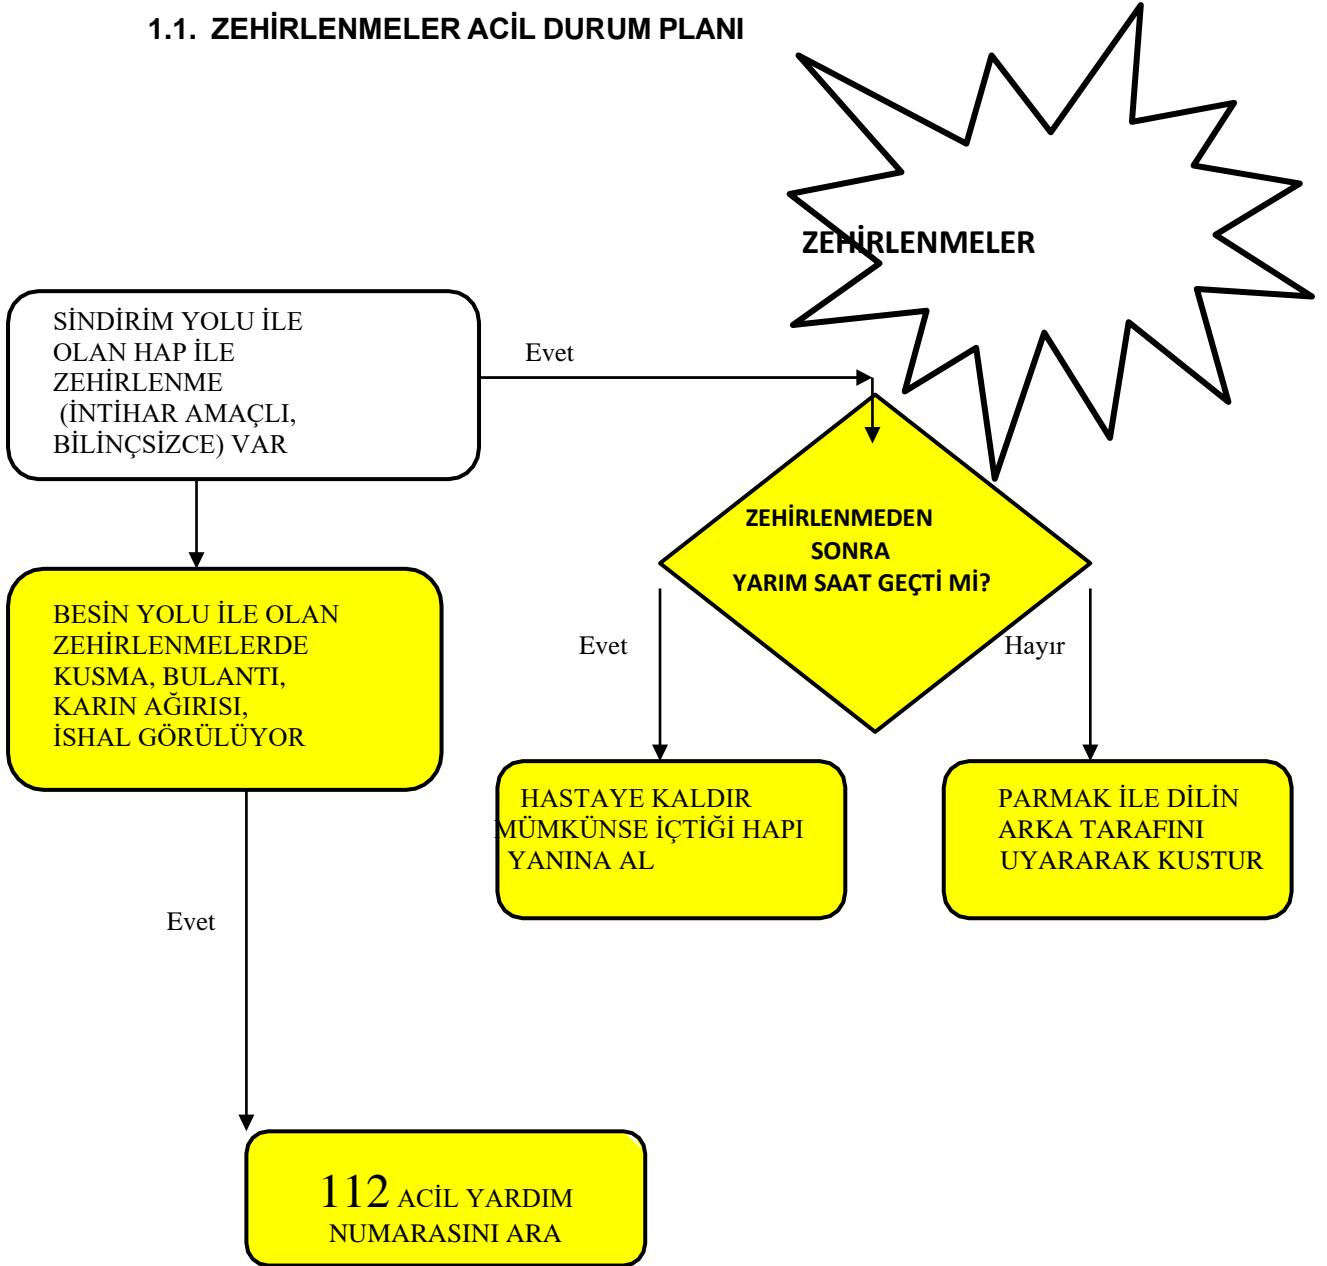 1.1. ZEHİRLENMELER ACİL DURUM PLANI
ZEHİRLENMELER
SİNDİRİM YOLU İLE
OLAN HAP İLE
ZEHİRLENME
(İNTİHAR AMAÇLI,
BİLİNÇSİZCE) VAR
Evet
ZEHİRLENMEDEN
SONRA
YARIM SAAT GEÇTİ Mİ?
BESİN YOLU İLE OLAN
ZEHİRLENMELERDE
KUSMA, BULANTI,
KARIN AĞIRISI,
İSHAL GÖRÜLÜYOR
Evet
Hayır
HASTAYE KALDIR
MÜMKÜNSE İÇTİĞİ HAPI
YANINA AL
PARMAK İLE DİLİN
ARKA TARAFINI
UYARARAK KUSTUR
Evet
112 ACİL YARDIM
NUMARASINI ARA